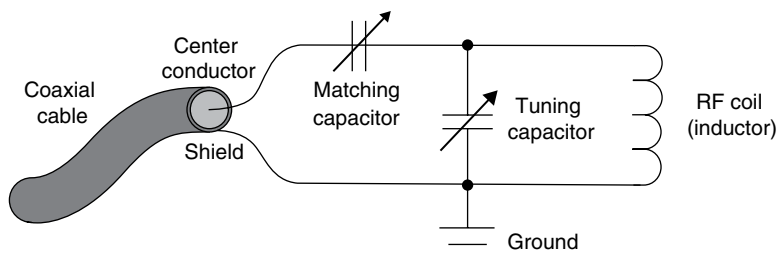 Coaxial
cable
Center
conductor
Shield
Matching
capacitor
Tuning
capacitor
RF coil
(inductor)
Ground